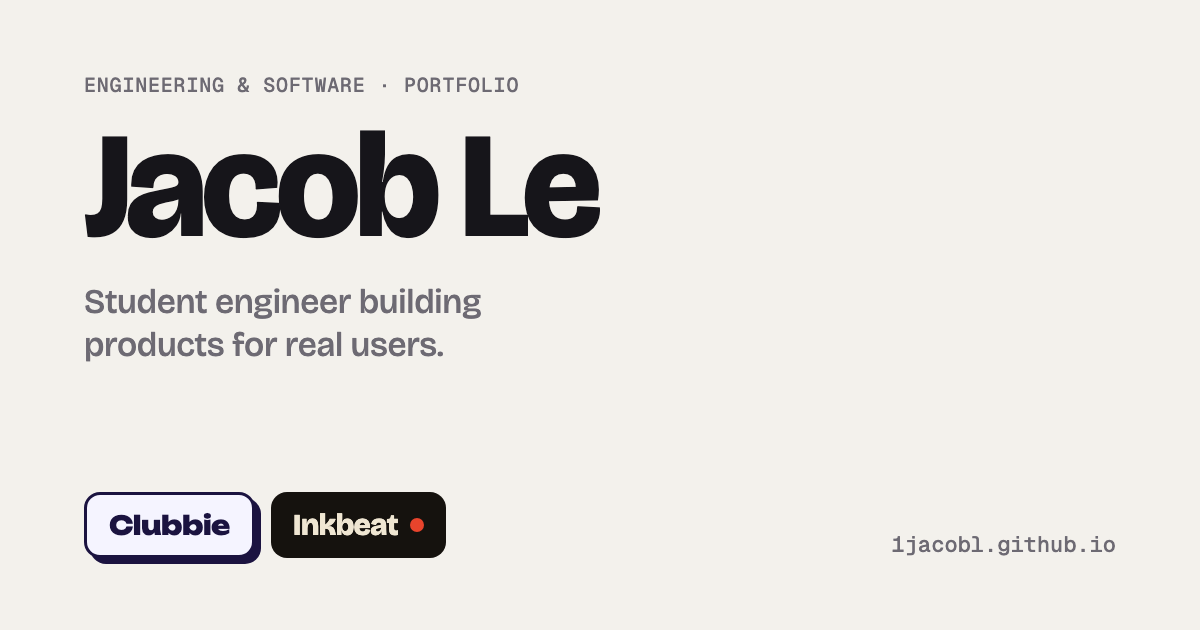 ENGINEERING & SOFTWARE · PORTFOLIO
Jacob Le
Student engineer building
products for real users.
Clubbie
Inkbeat
1jacobl.github.io